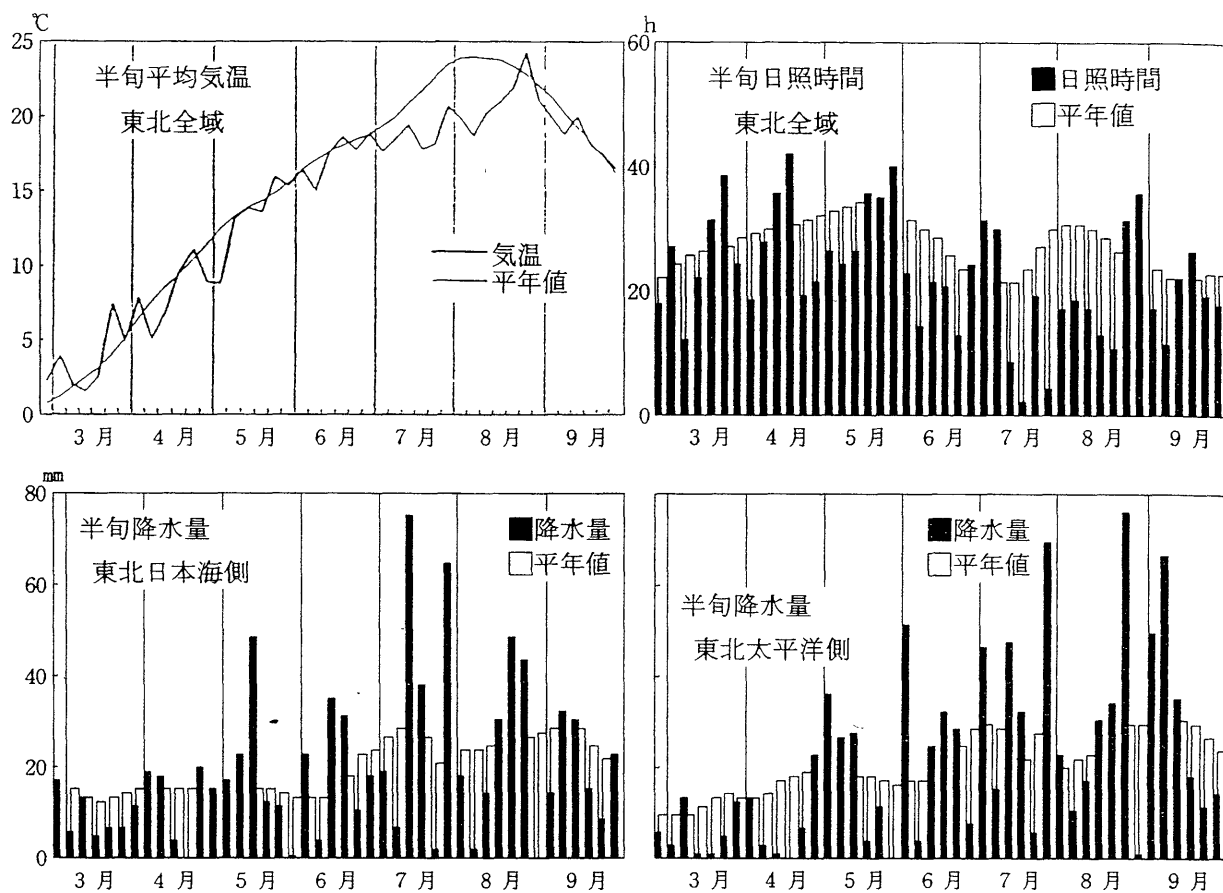 ℃
25
20
15
10
5
0
半旬平均気温
東北全域
気温
平年値
3 月 4 月 5 月 6 月 7 月 8 月 9 月
h
60
40
20
0
半旬日照時間
東北全域
日照時間
平年値
3 月 4 月 5 月 6 月 7 月 8 月 9 月
mm
80
60
40
20
0
半旬降水量
東北日本海側
降水量
平年値
3 月 4 月 5 月 6 月 7 月 8 月 9 月
半旬降水量
東北太平洋側
降水量
平年値
3 月 4 月 5 月 6 月 7 月 8 月 9 月